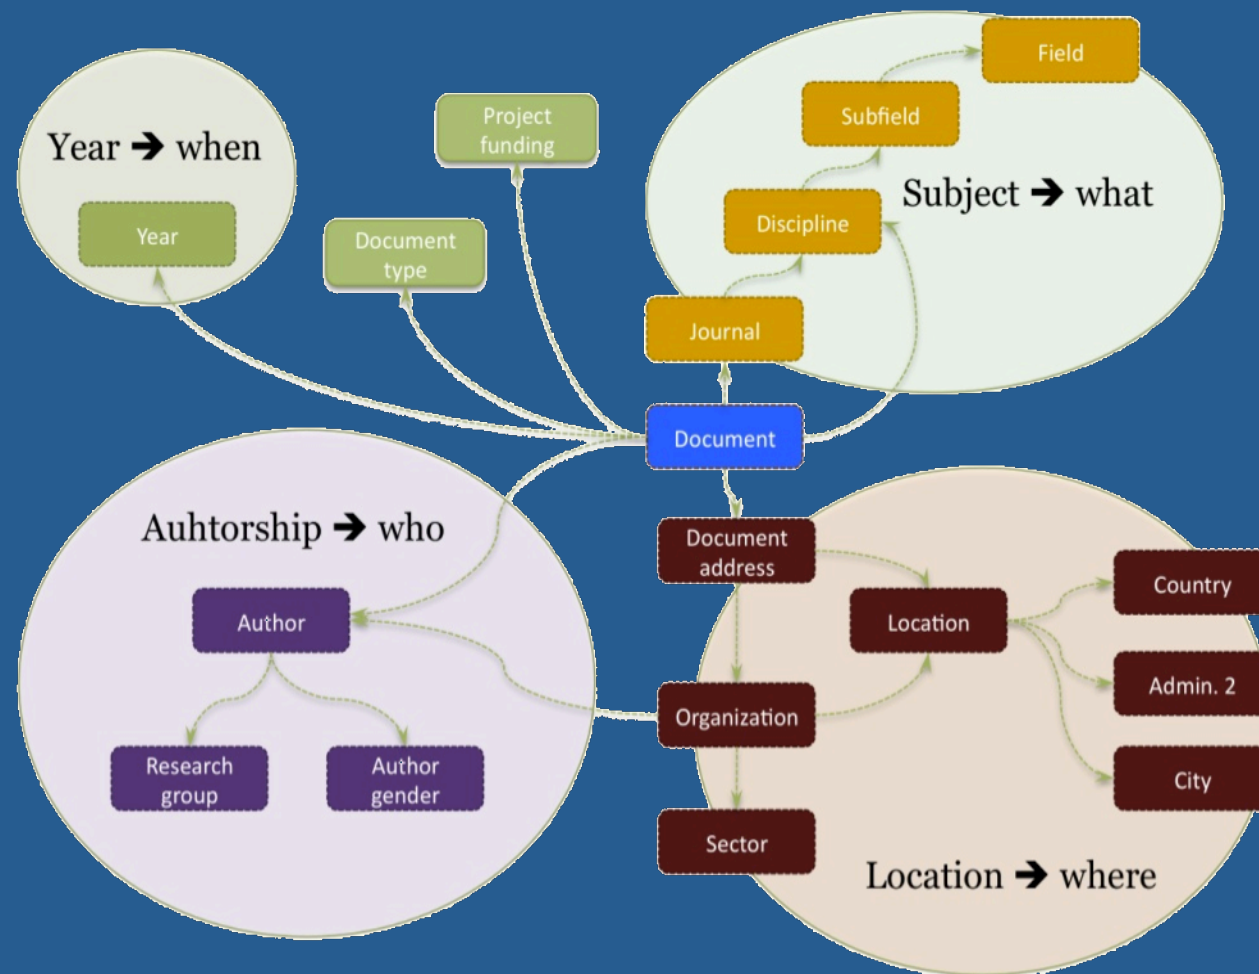 Field
Subfield
Project
funding
Year ➔ when
Subject ➔ what
Year
Discipline
Document
type
Journal
Document
Auhtorship ➔ who
Document
address
Country
Author
Location
Admin. 2
Organization
Research
group
Author
gender
City
Sector
Location ➔ where